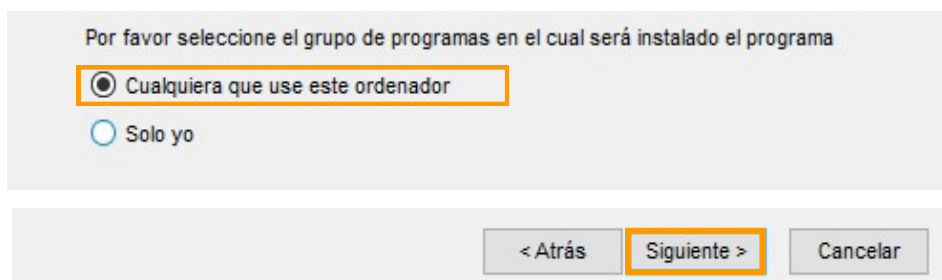 Por favor seleccione el grupo de programas en el cual será instalado el programa
Cualquiera que use este ordenador
Solo yo
< Atrás Siguiente > Cancelar